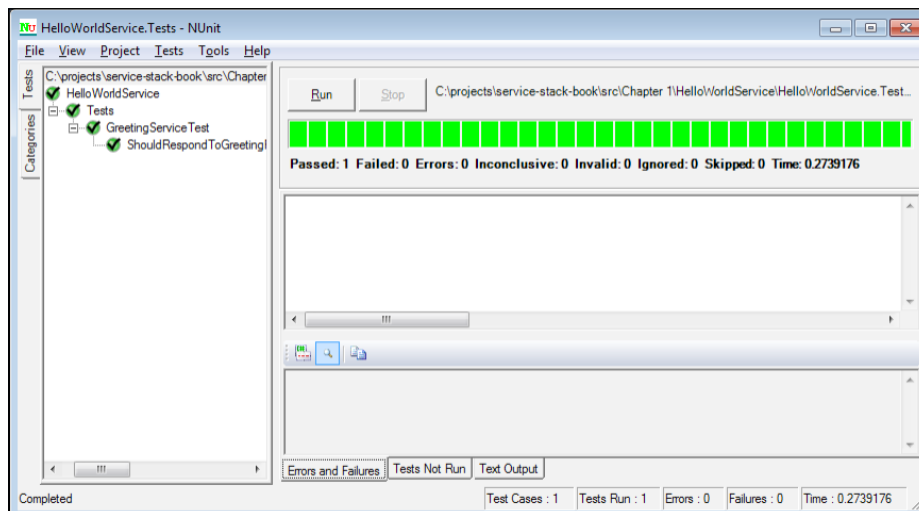 HelloWorldService.Tests - NUnit
File View Project Tests Tools Help
Tests
Categories
C:\projects\service-stack-book\src\Chapter
HelloWorldService
Tests
GreetingServiceTest
ShouldRespondToGreeting
Run
Stop
C:\projects\service-stack-book\src\Chapter 1\HelloWorldService\HelloWorldService.Test...
Passed: 1 Failed: 0 Errors: 0 Inconclusive: 0 Invalid: 0 Ignored: 0 Skipped: 0 Time: 0.2739176
Errors and Failures
Tests Not Run
Text Output
Completed
Test Cases : 1
Tests Run : 1
Errors : 0
Failures : 0
Time : 0.2739176